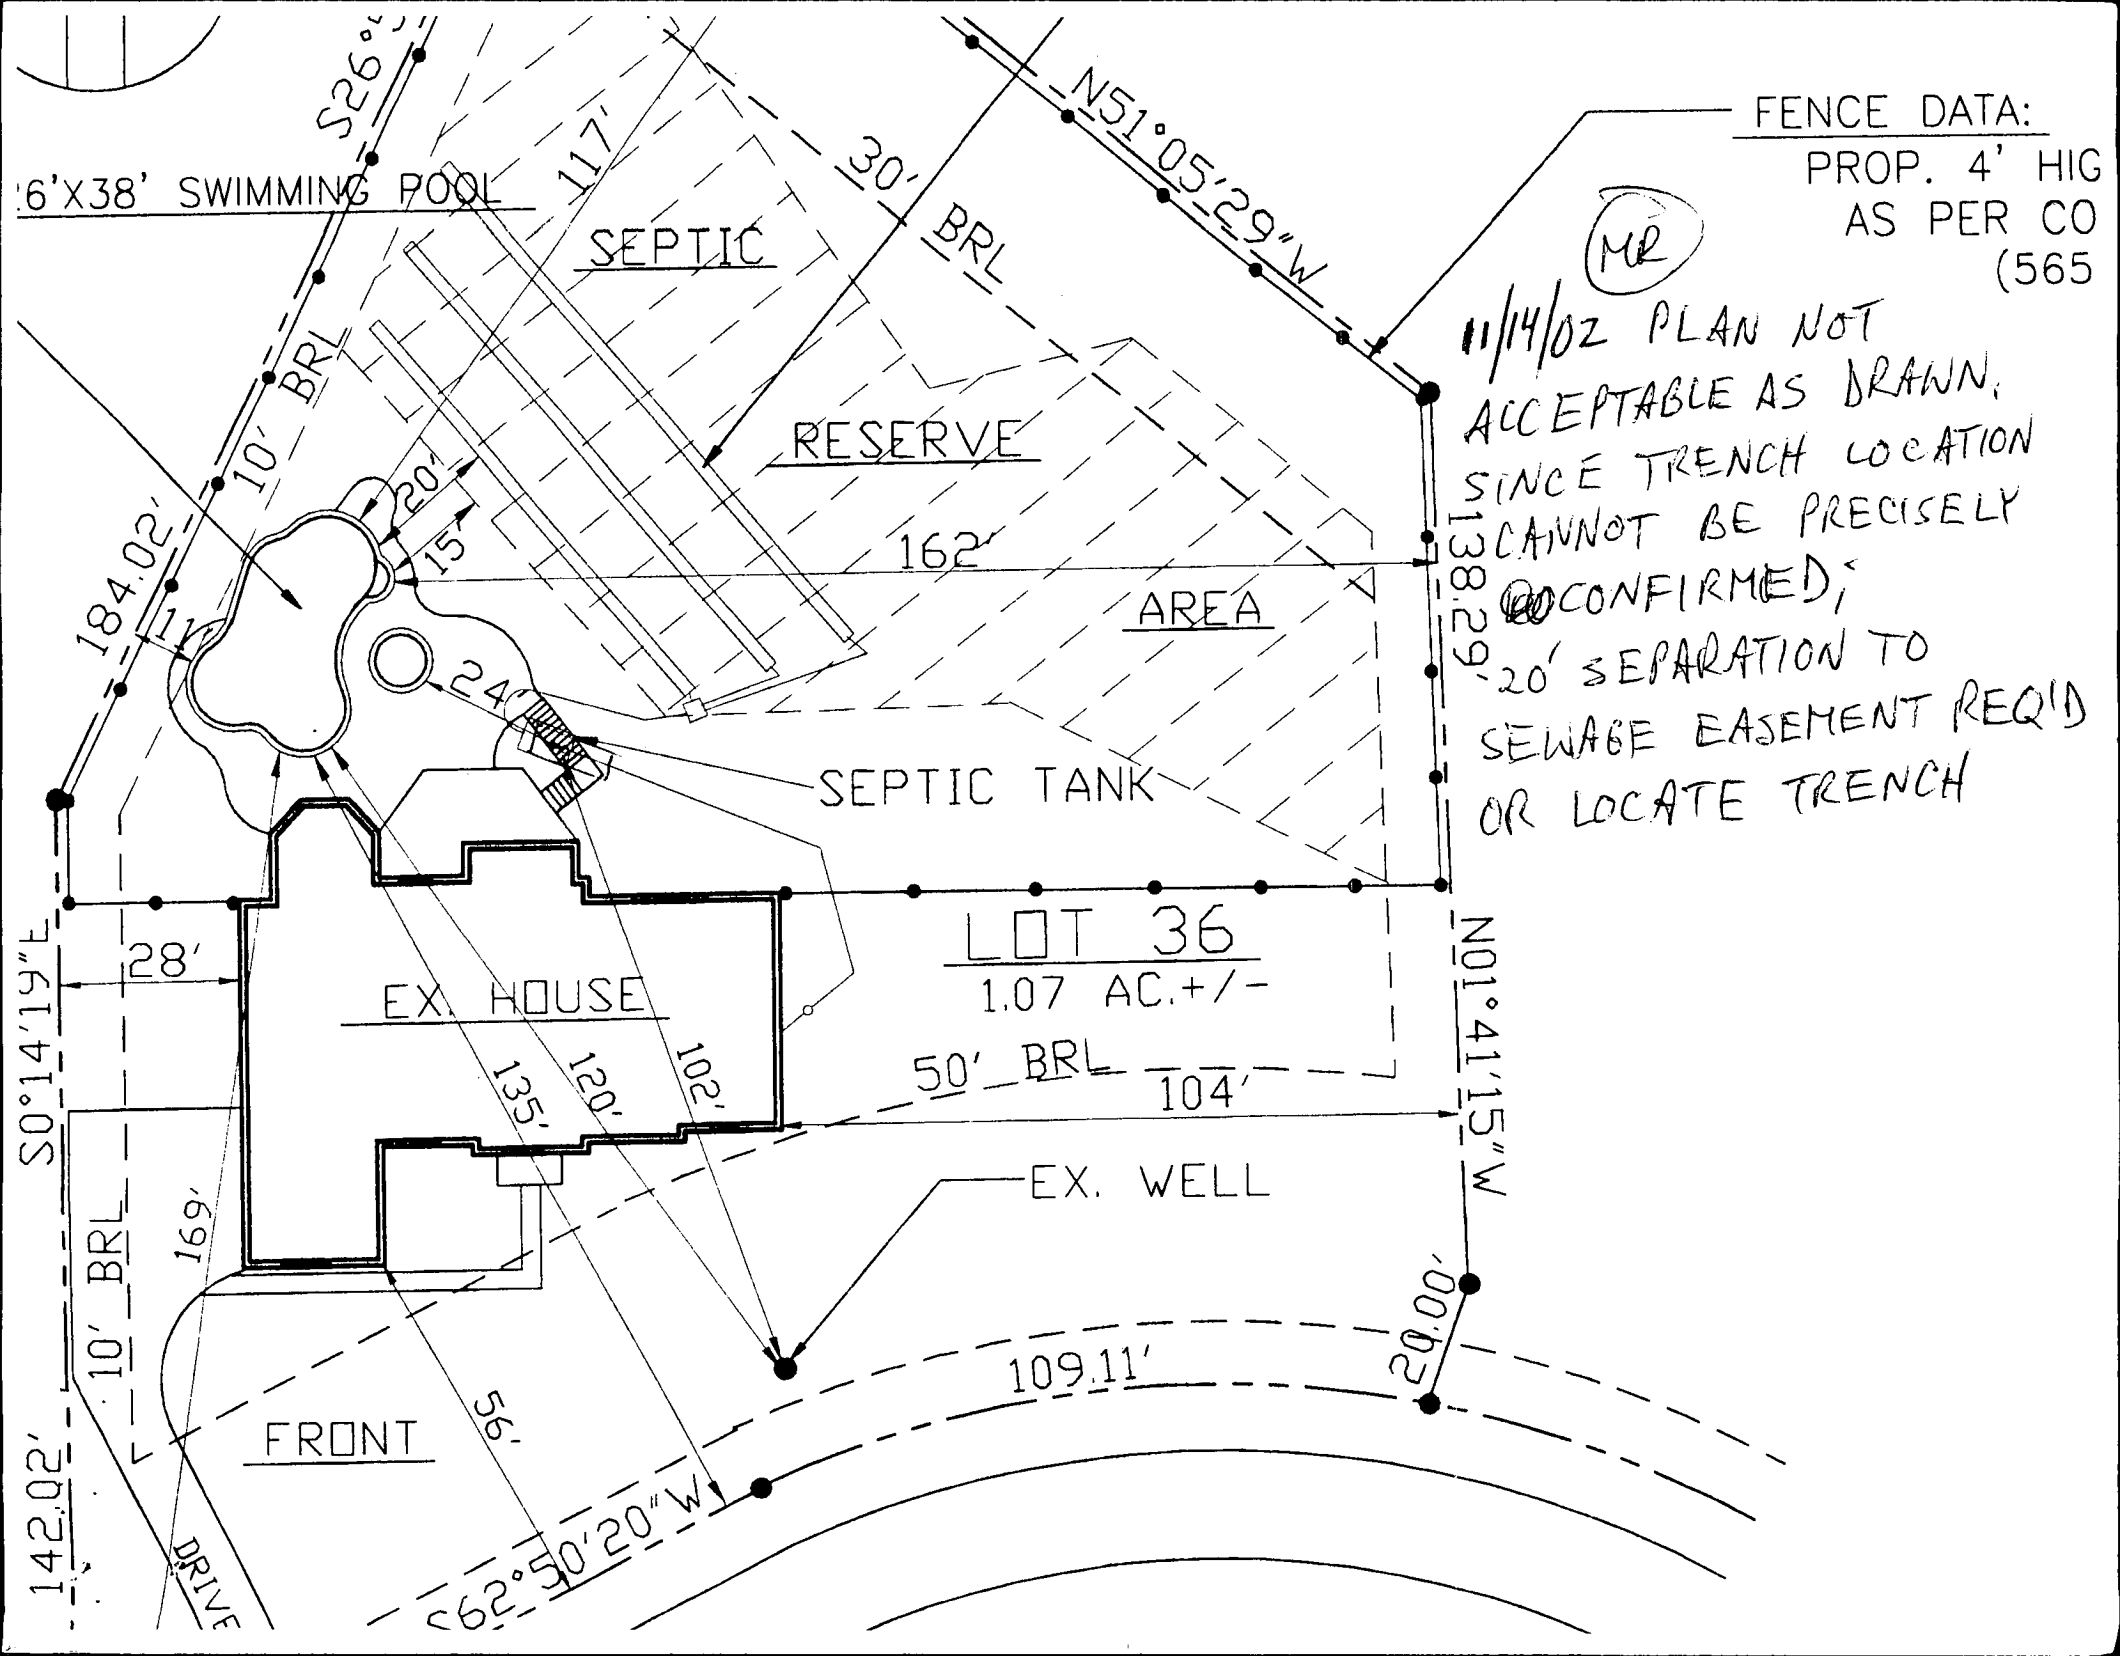 S26°
N51°05'29"W
FENCE DATA:
PROP. 4' HIG
AS PER CO
(565
6'X38' SWIMMING POOL
117'
30'
BRL
SEPTIC
MR
11/14/02 PLAN NOT
ACCEPTABLE AS DRAWN,
SINCE TRENCH LOCATION
CANNOT BE PRECISELY
CONFIRMED;
20' SEPARATION TO
SEWAGE EASEMENT REQ'D
OR LOCATE TRENCH
10' BRL
RESERVE
20'
15'
162'
138.29'
184.02'
11'
AREA
24
SEPTIC TANK
LOT 36
1.07 AC.+/-
28'
EX. HOUSE
S0°14'19"E
N01°41'15"W
135'
120'
102'
50' BRL
104'
EX. WELL
169'
10' BRL
20.00'
109.11'
56'
FRONT
142.02'
S62°50'20"W
DRIVE